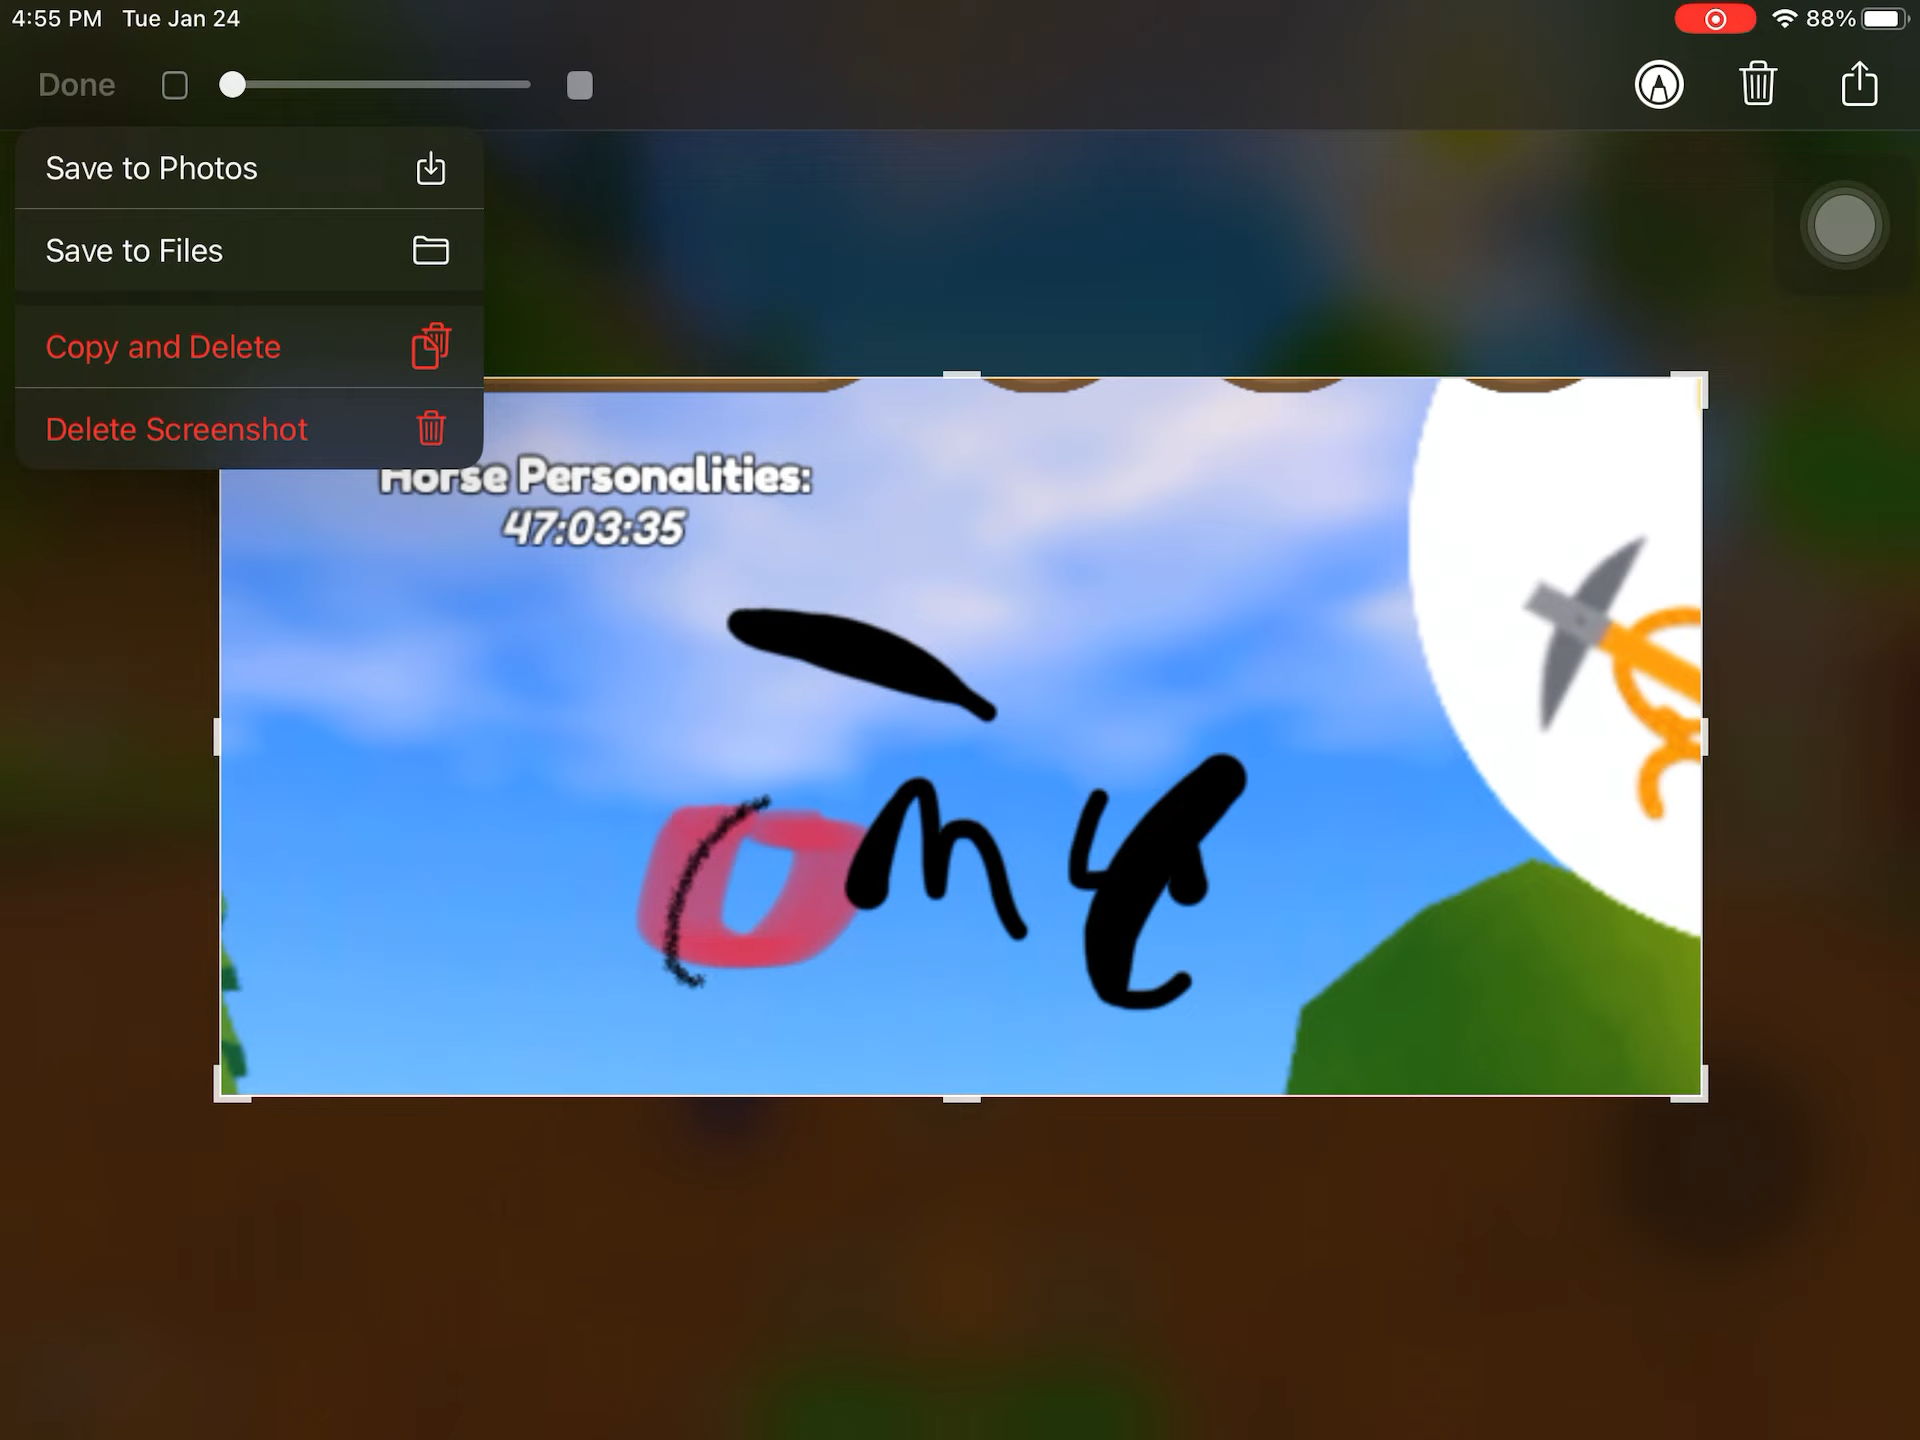 4:55 PM Tue Jan 24 88%
Done
Save to Photos
Save to Files
Copy and Delete
Delete Screenshot
Horse Personalities:
47:03:35